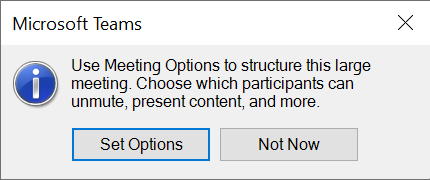 Microsoft Teams
Use Meeting Options to structure this large
meeting. Choose which participants can
unmute, present content, and more.
Set Options
Not Now